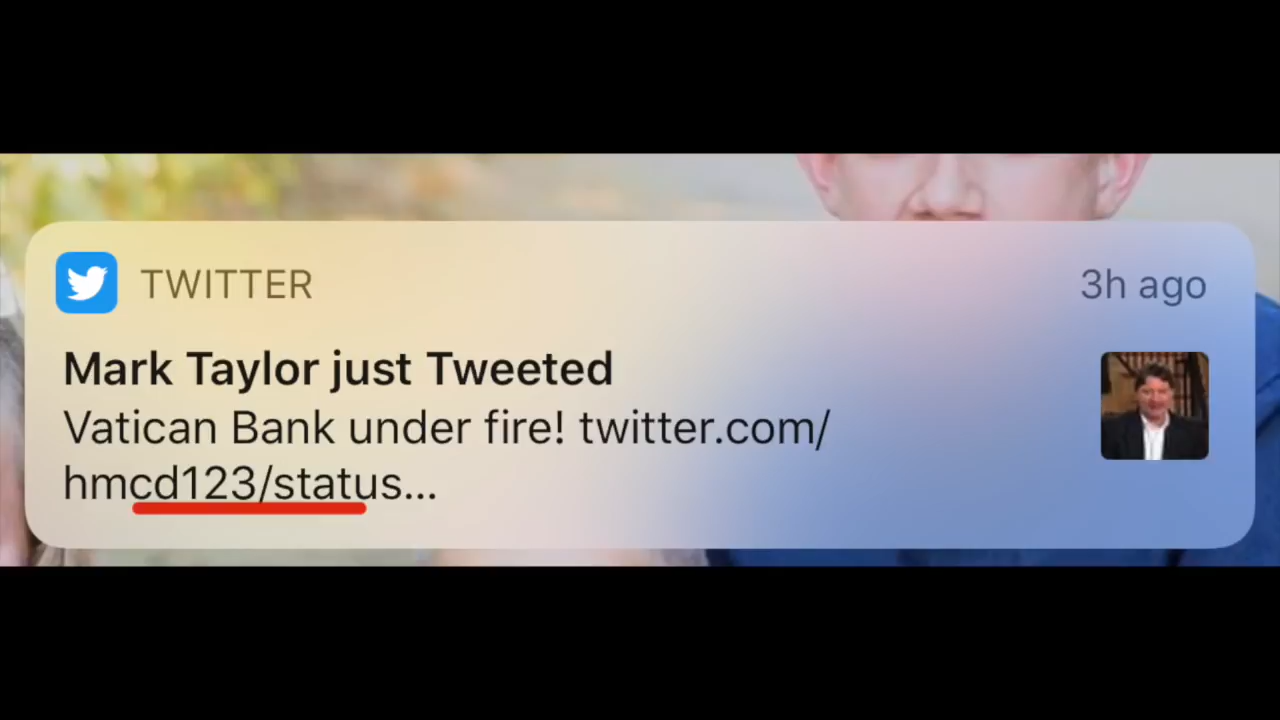 TWITTER
3h ago
Mark Taylor just Tweeted
Vatican Bank under fire! twitter.com/
hmcd123/status...